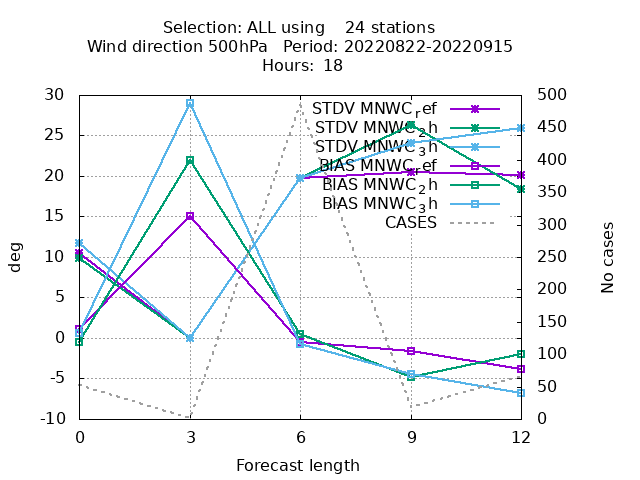 Selection: ALL using    24 stations
Wind direction 500hPa   Period: 20220822-20220915
Hours: 18
30
25
20
15
10
5
0
-5
-10
deg
500
450
400
350
300
250
200
150
100
50
0
No cases
STDV MNWC_ref
STDV MNWC_2h
STDV MNWC_3h
BIAS MNWC_ref
BIAS MNWC_2h
BIAS MNWC_3h
CASES
0 3 6 9 12
Forecast length